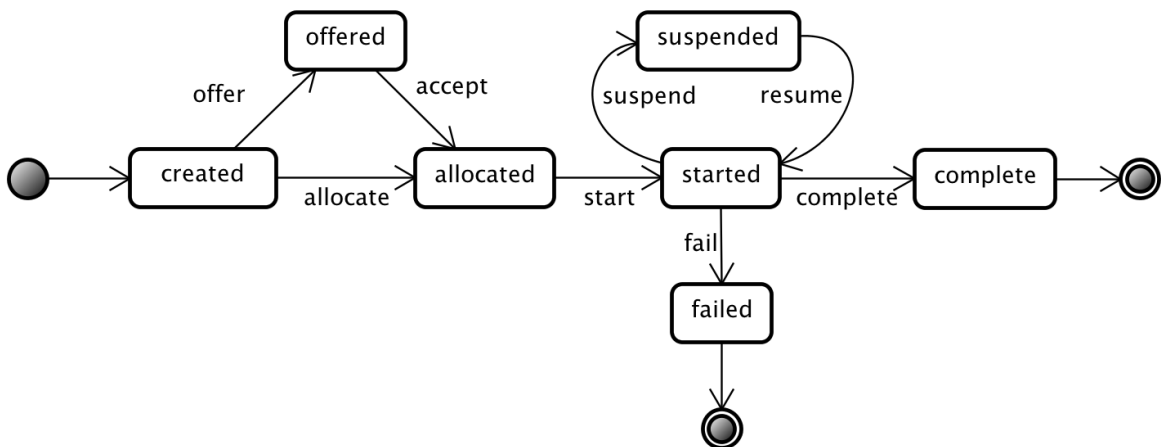 offered
suspended
offer
accept
suspend
resume
created
allocate
allocated
start
started
complete
complete
fail
failed